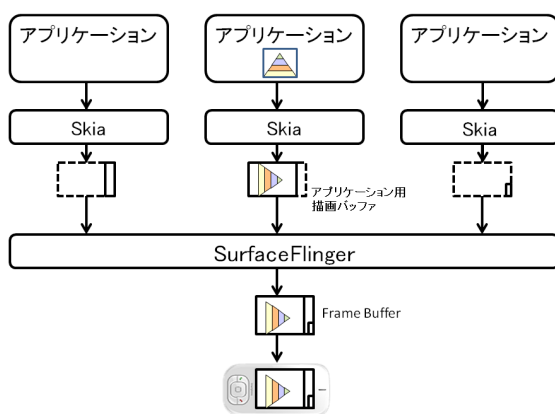 アプリケーション
アプリケーション
アプリケーション
Skia
Skia
Skia
アプリケーション用
描画バッファ
SurfaceFlinger
Frame Buffer